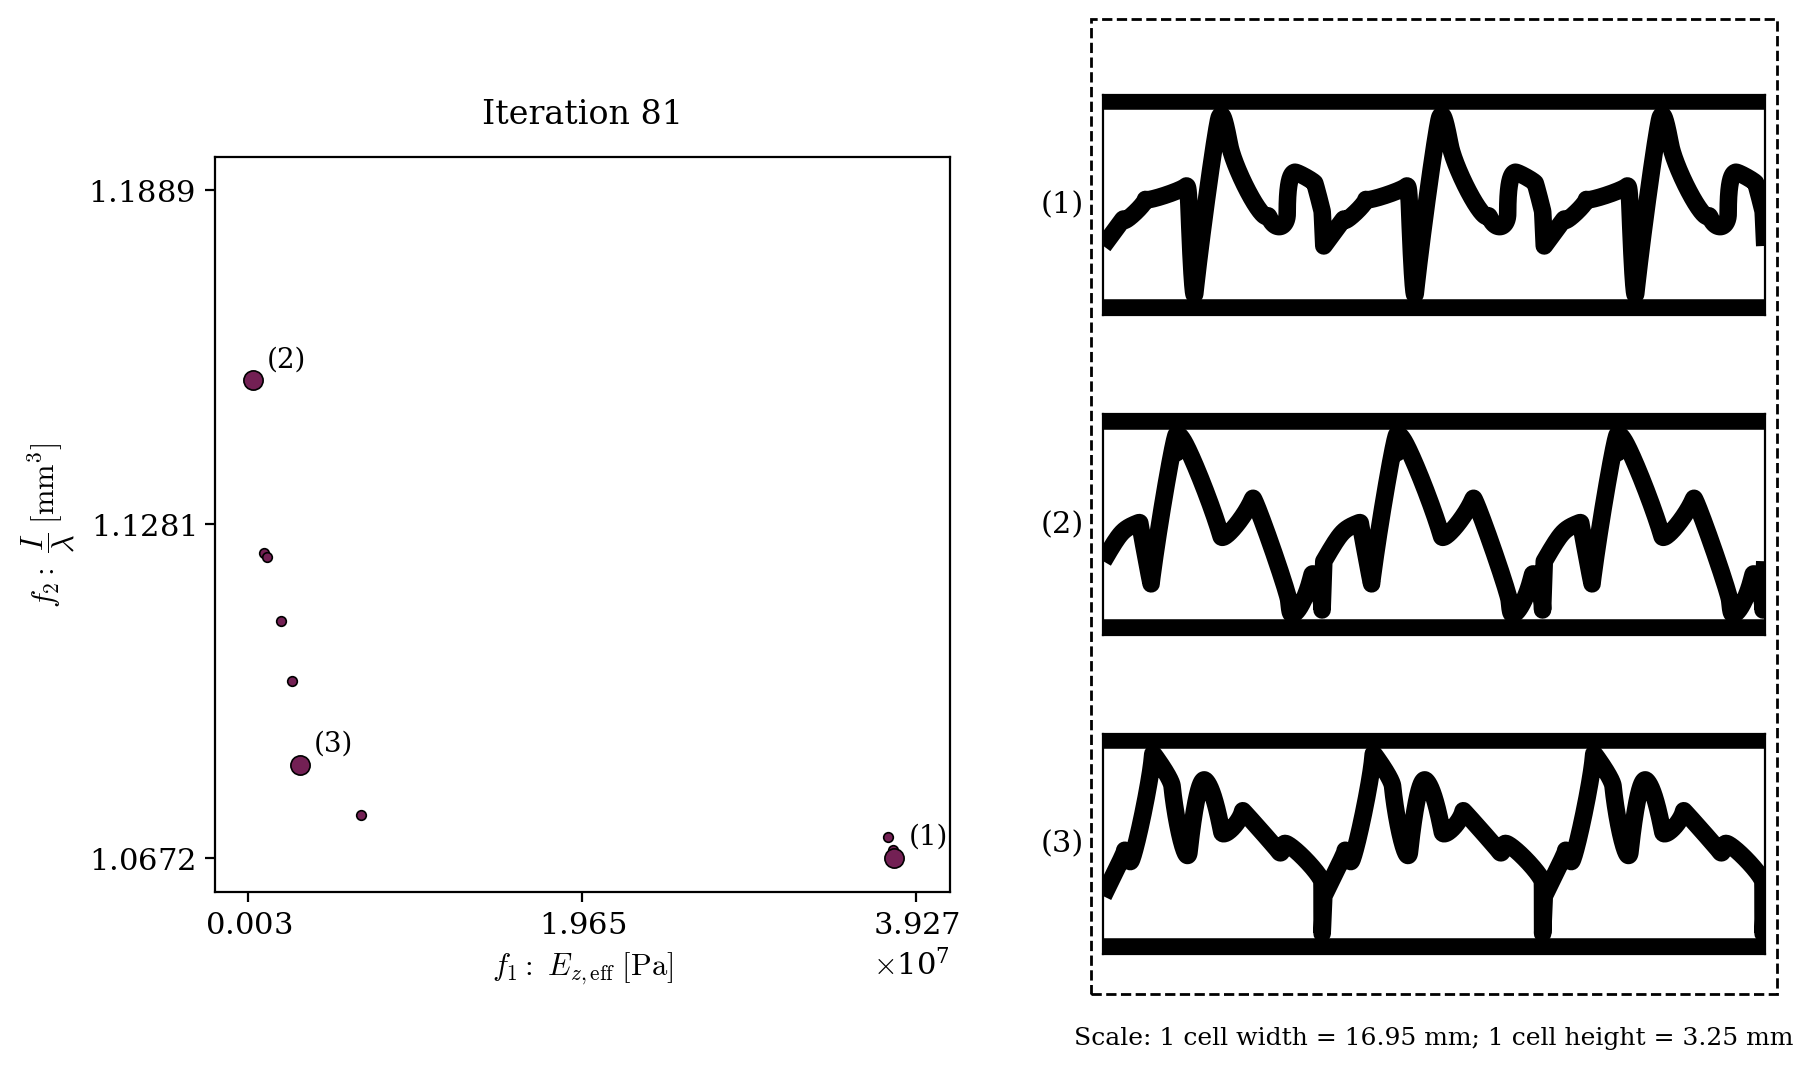 Iteration 81
1.1889
1.1281
1.0672
f₂ : I/λ [mm³]
(2)
(3)
(1)
0.003 1.965 3.927
×10⁷
f₁ : E_{z,eff} [Pa]
(1)
(2)
(3)
Scale: 1 cell width = 16.95 mm; 1 cell height = 3.25 mm